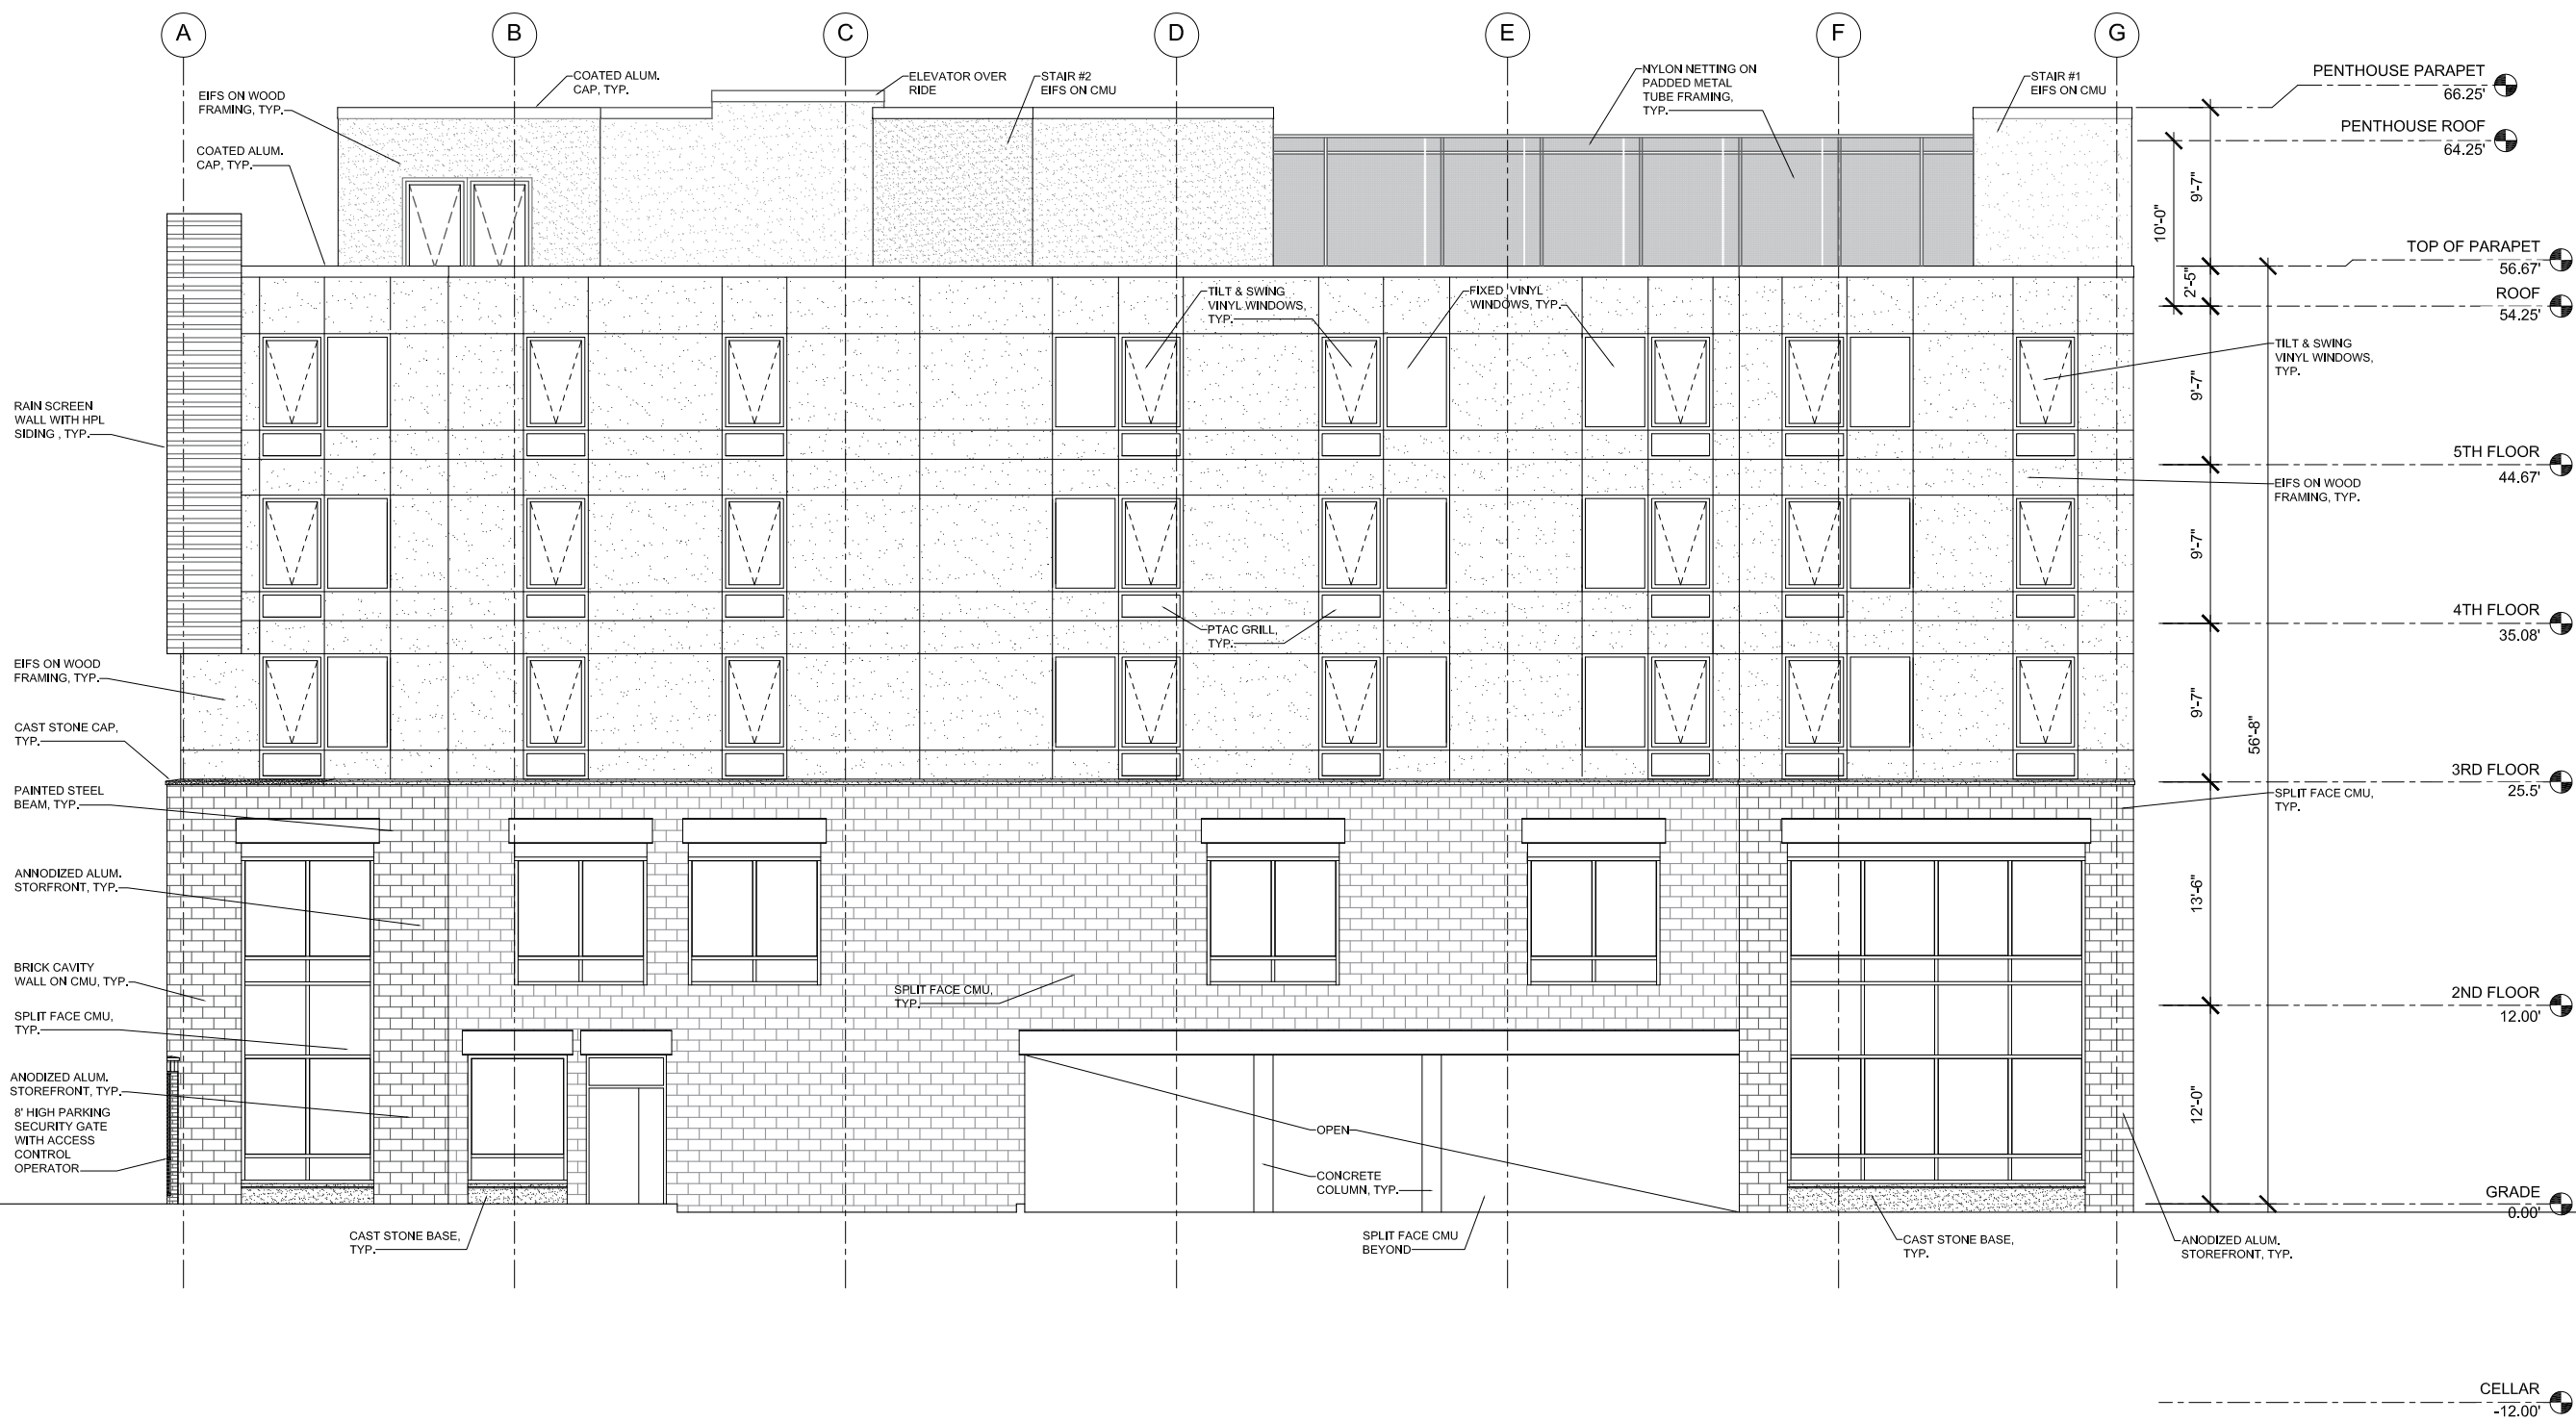 A
B
C
D
E
F
G
COATED ALUM.
CAP, TYP.
ELEVATOR OVER
RIDE
STAIR #2
EIFS ON CMU
NYLON NETTING ON
PADDED METAL
TUBE FRAMING,
TYP.
STAIR #1
EIFS ON CMU
EIFS ON WOOD
FRAMING, TYP.
COATED ALUM.
CAP, TYP.
PENTHOUSE PARAPET
66.25'
PENTHOUSE ROOF
64.25'
9'-7"
10'-0"
TOP OF PARAPET
56.67'
2'-5"
ROOF
54.25'
TILT & SWING
VINYL WINDOWS,
TYP.
FIXED VINYL
WINDOWS, TYP.
TILT & SWING
VINYL WINDOWS,
TYP.
9'-7"
RAIN SCREEN
WALL WITH HPL
SIDING , TYP.
5TH FLOOR
44.67'
EIFS ON WOOD
FRAMING, TYP.
9'-7"
4TH FLOOR
35.08'
PTAC GRILL,
TYP.
EIFS ON WOOD
FRAMING, TYP.
9'-7"
56'-8"
CAST STONE CAP,
TYP.
3RD FLOOR
25.5'
PAINTED STEEL
BEAM, TYP.
SPLIT FACE CMU,
TYP.
ANNODIZED ALUM.
STORFRONT, TYP.
13'-6"
BRICK CAVITY
WALL ON CMU, TYP.
SPLIT FACE CMU,
TYP.
2ND FLOOR
12.00'
SPLIT FACE CMU,
TYP.
ANODIZED ALUM.
STOREFRONT, TYP.
12'-0"
8' HIGH PARKING
SECURITY GATE
WITH ACCESS
CONTROL
OPERATOR
OPEN
CONCRETE
COLUMN, TYP.
GRADE
0.00'
CAST STONE BASE,
TYP.
SPLIT FACE CMU
BEYOND
CAST STONE BASE,
TYP.
ANODIZED ALUM.
STOREFRONT, TYP.
CELLAR
-12.00'